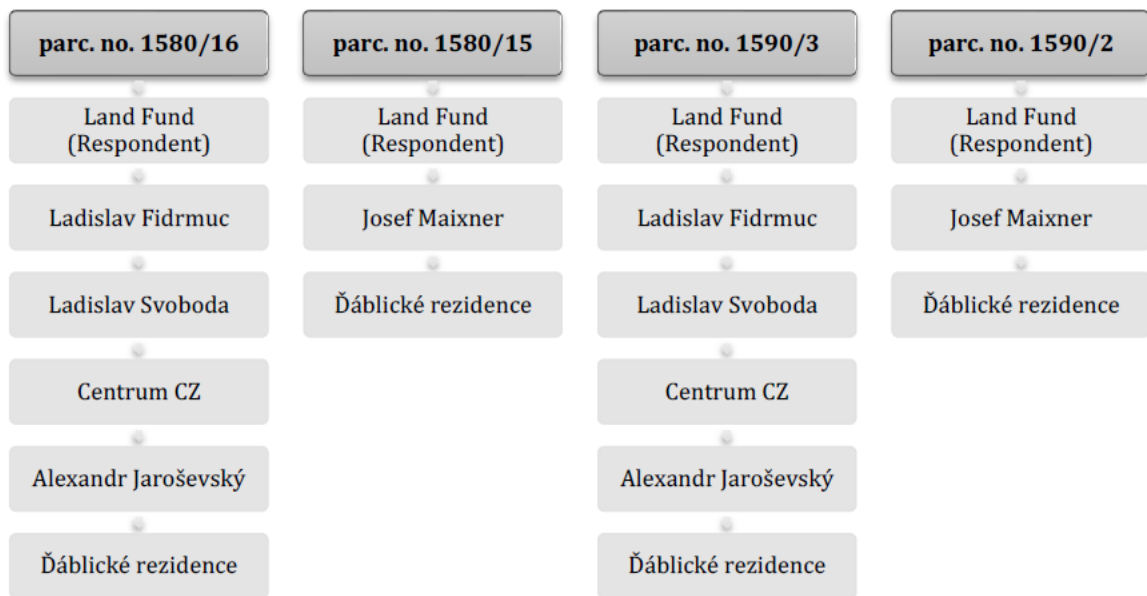 parc. no. 1580/16
Land Fund
(Respondent)
Ladislav Fidrmuc
Ladislav Svoboda
Centrum CZ
Alexandr Jaroševský
Ďáblické rezidence
parc. no. 1580/15
Land Fund
(Respondent)
Josef Maixner
Ďáblické rezidence
parc. no. 1590/3
Land Fund
(Respondent)
Ladislav Fidrmuc
Ladislav Svoboda
Centrum CZ
Alexandr Jaroševský
Ďáblické rezidence
parc. no. 1590/2
Land Fund
(Respondent)
Josef Maixner
Ďáblické rezidence